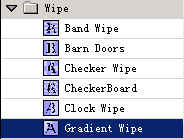 Wipe
Band Wipe
Barn Doors
Checker Wipe
CheckerBoard
Clock Wipe
Gradient Wipe